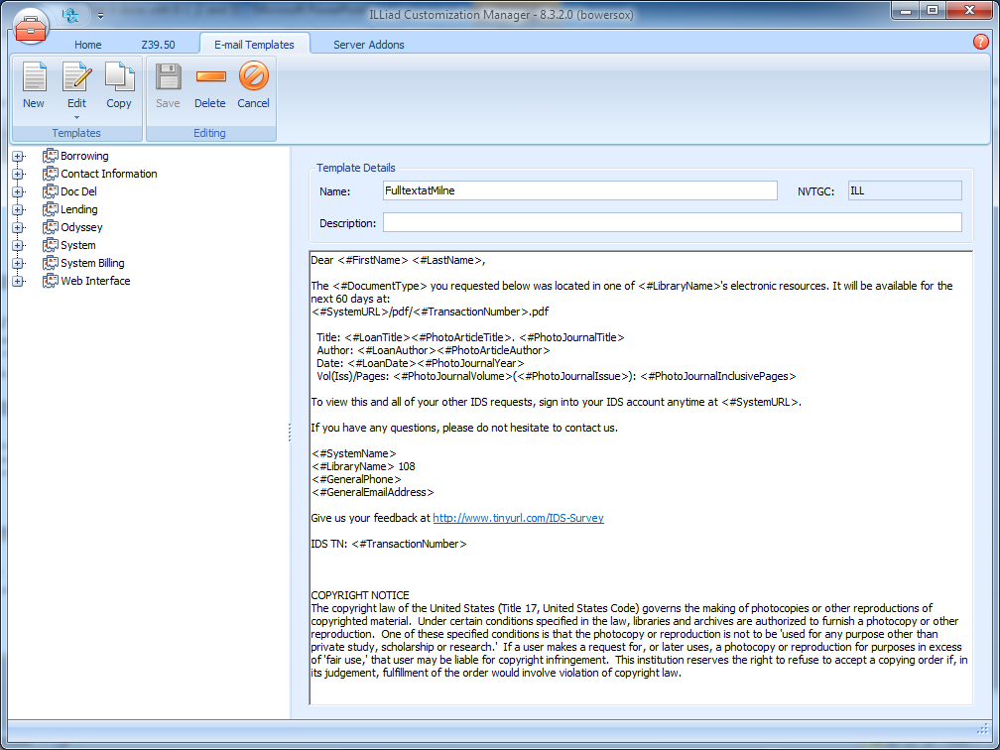 ILLiad Customization Manager - 8.3.2.0 (bowersox)
Home Z39.50 E-mail Templates Server Addons
New Edit Copy Save Delete Cancel
Templates Editing
Borrowing
Contact Information
Doc Del
Lending
Odyssey
System
System Billing
Web Interface
Template Details
Name: FulltextatMilne NVTGC: ILL
Description:
Dear <#FirstName> <#LastName>,
The <#DocumentType> you requested below was located in one of <#LibraryName>'s electronic resources. It will be available for the
next 60 days at:
<#SystemURL>/pdf/<#TransactionNumber>.pdf
Title: <#LoanTitle><#PhotoArticleTitle>. <#PhotoJournalTitle>
Author: <#LoanAuthor><#PhotoArticleAuthor>
Date: <#LoanDate><#PhotoJournalYear>
Vol(Iss)/Pages: <#PhotoJournalVolume>(<#PhotoJournalIssue>): <#PhotoJournalInclusivePages>
To view this and all of your other IDS requests, sign into your IDS account anytime at <#SystemURL>.
If you have any questions, please do not hesitate to contact us.
<#SystemName>
<#LibraryName> 108
<#GeneralPhone>
<#GeneralEmailAddress>
Give us your feedback at http://www.tinyurl.com/IDS-Survey
IDS TN: <#TransactionNumber>
COPYRIGHT NOTICE
The copyright law of the United States (Title 17, United States Code) governs the making of photocopies or other reproductions of
copyrighted material.  Under certain conditions specified in the law, libraries and archives are authorized to furnish a photocopy or other
reproduction.  One of these specified conditions is that the photocopy or reproduction is not to be 'used for any purpose other than
private study, scholarship or research.'  If a user makes a request for, or later uses, a photocopy or reproduction for purposes in excess
of 'fair use,' that user may be liable for copyright infringement.  This institution reserves the right to refuse to accept a copying order if, in
its judgement, fulfillment of the order would involve violation of copyright law.